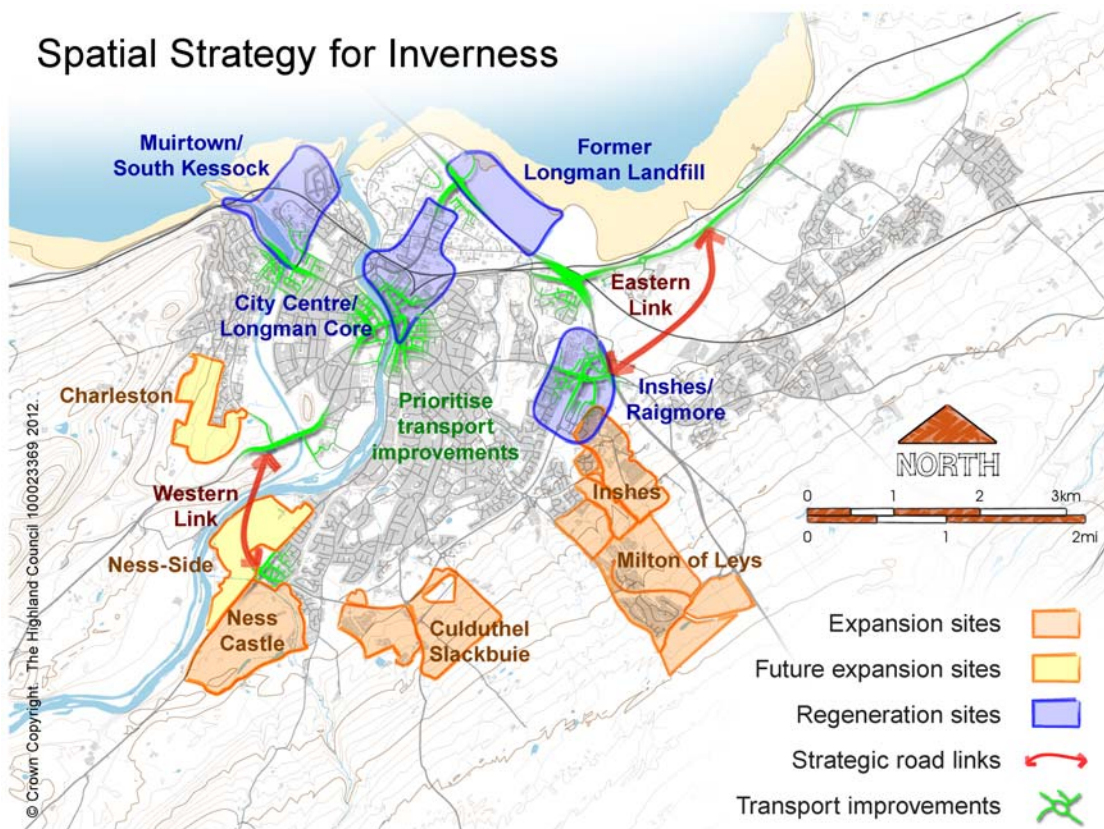 Spatial Strategy for Inverness
Muirtown/
South Kessock
Former
Longman Landfill
City Centre/
Longman Core
Eastern
Link
Charleston
Prioritise
transport
improvements
Inshes/
Raigmore
NORTH
Western
Link
Inshes
0 1 2 3km
0 1 2mi
Ness-Side
Milton of Leys
Ness
Castle
Culduthel
Slackbuie
Expansion sites
Future expansion sites
Regeneration sites
Strategic road links
Transport improvements
© Crown Copyright. The Highland Council 100023369 2012.